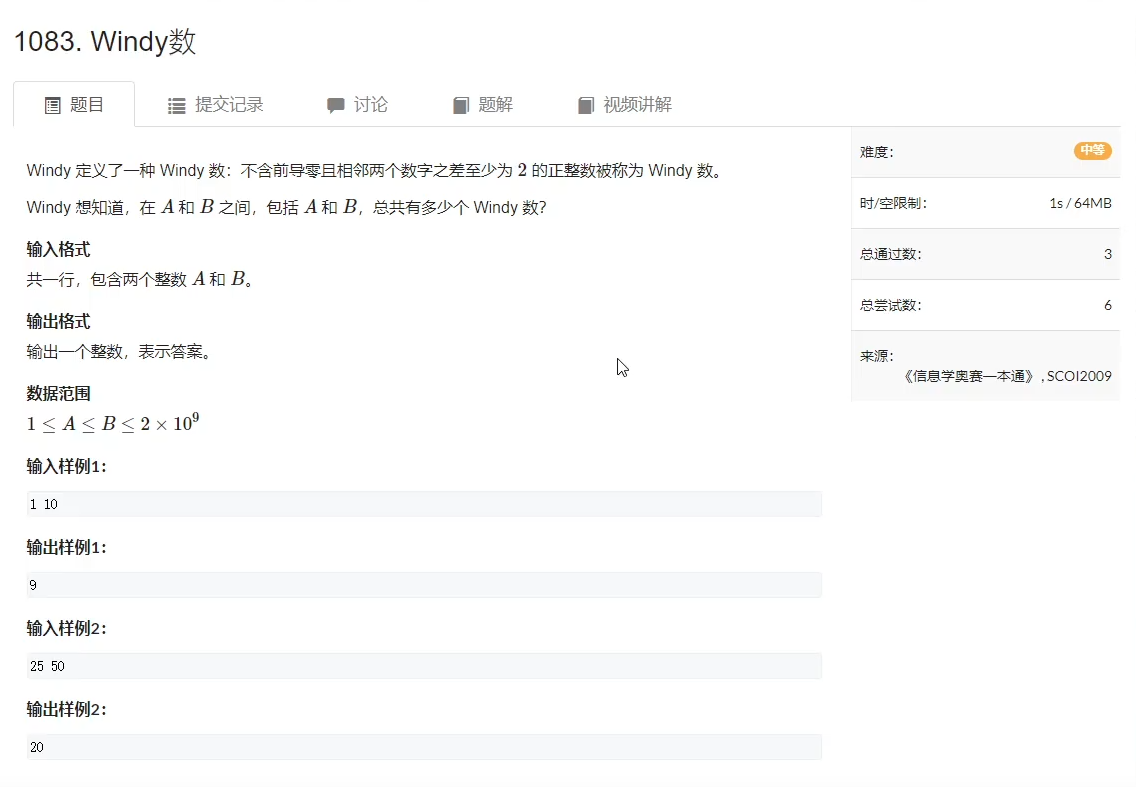 1083. Windy数
题目 提交记录 讨论 题解 视频讲解
Windy 定义了一种 Windy 数：不含前导零且相邻两个数字之差至少为 2 的正整数被称为 Windy 数。
Windy 想知道，在 A 和 B 之间，包括 A 和 B，总共有多少个 Windy 数？
输入格式
共一行，包含两个整数 A 和 B。
输出格式
输出一个整数，表示答案。
数据范围
1 ≤ A ≤ B ≤ 2 × 10⁹
输入样例1：
1 10
输出样例1：
9
输入样例2：
25 50
输出样例2：
20
难度： 中等
时/空限制： 1s / 64MB
总通过数： 3
总尝试数： 6
来源：
《信息学奥赛一本通》, SCOI2009